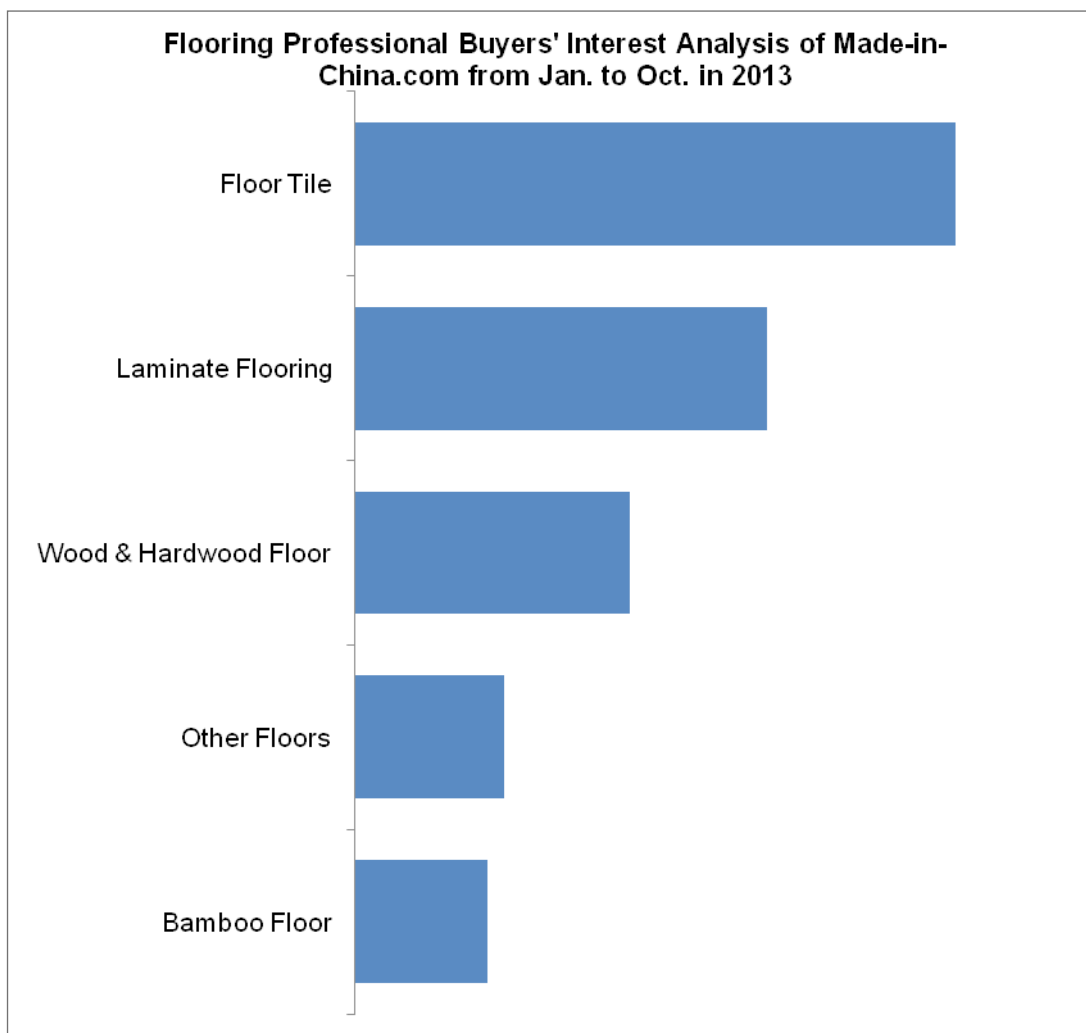 Flooring Professional Buyers' Interest Analysis of Made-in-
China.com from Jan. to Oct. in 2013
Floor Tile
Laminate Flooring
Wood & Hardwood Floor
Other Floors
Bamboo Floor